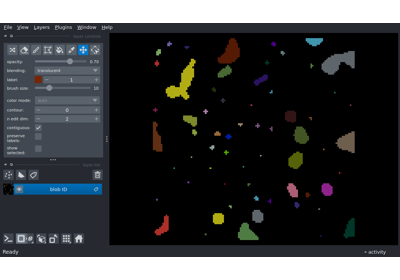 File View Layers Plugins Window Help
opacity: 0.70
blending: translucent
label: 1
brush size: 10
color mode:
contour: 0
n edit dim: 2
contiguous:
preserve labels:
show selected:
blob ID
Ready
activity